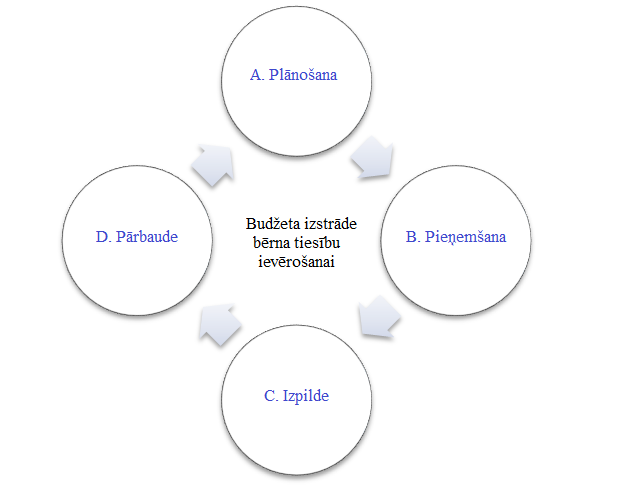 A. Plānošana
B. Pieņemšana
C. Izpilde
D. Pārbaude
Budžeta izstrāde
bērna tiesību
ievērošanai